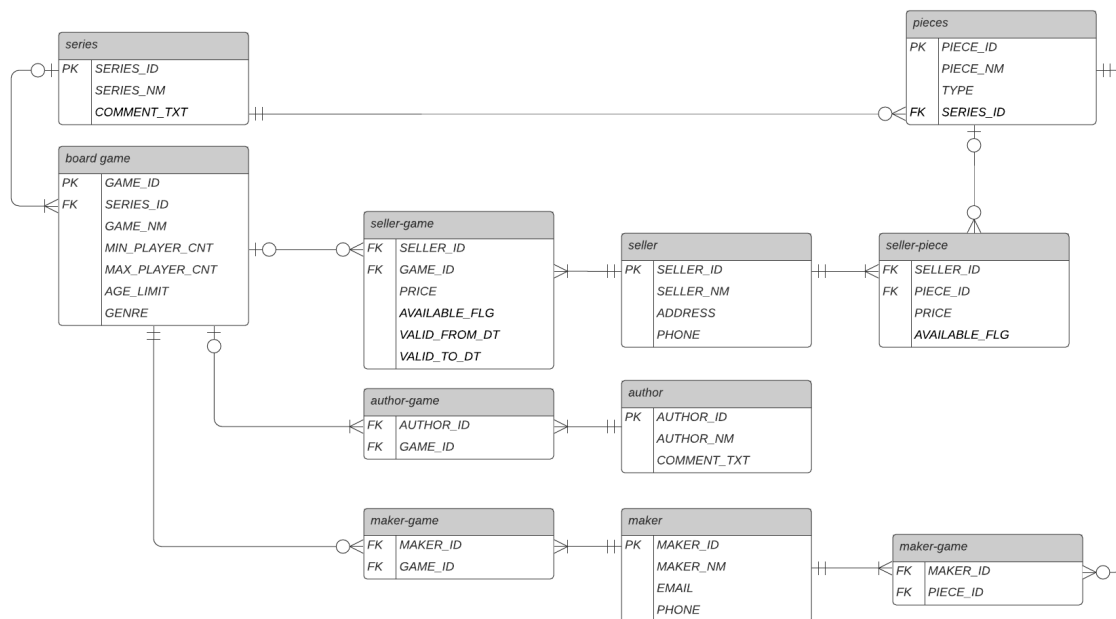 series
PK SERIES_ID
SERIES_NM
COMMENT_TXT
pieces
PK PIECE_ID
PIECE_NM
TYPE
FK SERIES_ID
board game
PK GAME_ID
FK SERIES_ID
GAME_NM
MIN_PLAYER_CNT
MAX_PLAYER_CNT
AGE_LIMIT
GENRE
seller-game
FK SELLER_ID
FK GAME_ID
PRICE
AVAILABLE_FLG
VALID_FROM_DT
VALID_TO_DT
seller
PK SELLER_ID
SELLER_NM
ADDRESS
PHONE
seller-piece
FK SELLER_ID
FK PIECE_ID
PRICE
AVAILABLE_FLG
author-game
FK AUTHOR_ID
FK GAME_ID
author
PK AUTHOR_ID
AUTHOR_NM
COMMENT_TXT
maker-game
FK MAKER_ID
FK GAME_ID
maker
PK MAKER_ID
MAKER_NM
EMAIL
PHONE
maker-game
FK MAKER_ID
FK PIECE_ID